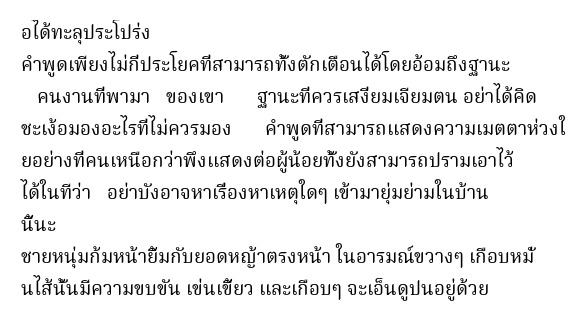 อได้ทะลุประโปร่ง
คำพูดเพียงไม่กี่ประโยคที่สามารถทั้งตักเตือนได้โดยอ้อมถึงฐานะ
คนงานที่พามา ของเขา ฐานะที่ควรเสงี่ยมเจียมตน อย่าได้คิด
ชะเง้อมองอะไรที่ไม่ควรมอง คำพูดที่สามารถแสดงความเมตตาห่วงใ
ยอย่างที่คนเหนือกว่าพึงแสดงต่อผู้น้อยทั้งยังสามารถปรามเอาไว้
ได้ในทีว่า อย่าบังอาจหาเรื่องหาเหตุใดๆ เข้ามายุ่มย่ามในบ้าน
นี้นะ
ชายหนุ่มก้มหน้ายิ้มกับยอดหญ้าตรงหน้า ในอารมณ์ขวางๆ เกือบหมั่
นไส้นั้นมีความขบขัน เข่นเขี้ยว และเกือบๆ จะเอ็นดูปนอยู่ด้วย